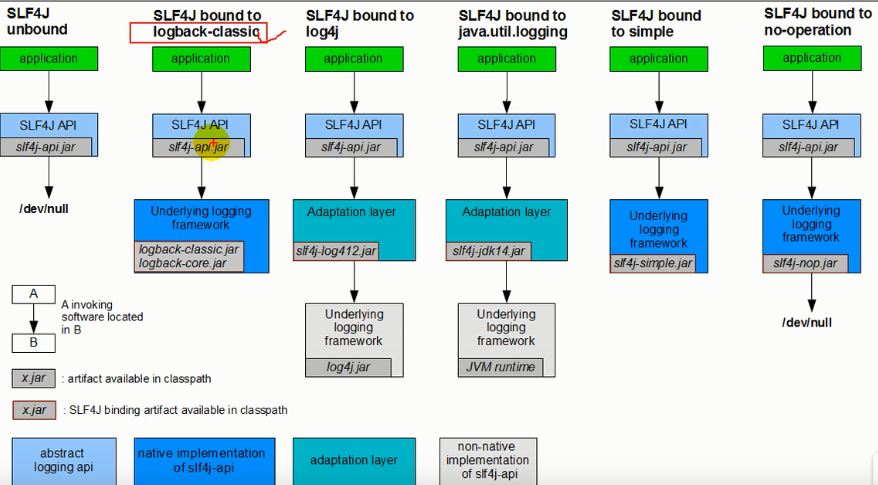 SLF4J
unbound
SLF4J bound to
logback-classic
SLF4J bound to
log4j
SLF4J bound to
java.util.logging
SLF4J bound
to simple
SLF4J bound to
no-operation
application
application
application
application
application
application
SLF4J API
slf4j-api.jar
SLF4J API
slf4j-api.jar
SLF4J API
slf4j-api.jar
SLF4J API
slf4j-api.jar
SLF4J API
slf4j-api.jar
SLF4J API
slf4j-api.jar
/dev/null
Underlying logging
framework
logback-classic.jar
logback-core.jar
Adaptation layer
slf4j-log412.jar
Adaptation layer
slf4j-jdk14.jar
Underlying
logging
framework
slf4j-simple.jar
Underlying
logging
framework
slf4j-nop.jar
Underlying
logging
framework
log4j.jar
Underlying
logging
framework
JVM runtime
/dev/null
A
B
A invoking
software located
in B
x.jar
: artifact available in classpath
x.jar
: SLF4J binding artifact available in classpath
abstract
logging api
native implementation
of slf4j-api
adaptation layer
non-native
implementation
of slf4j-api